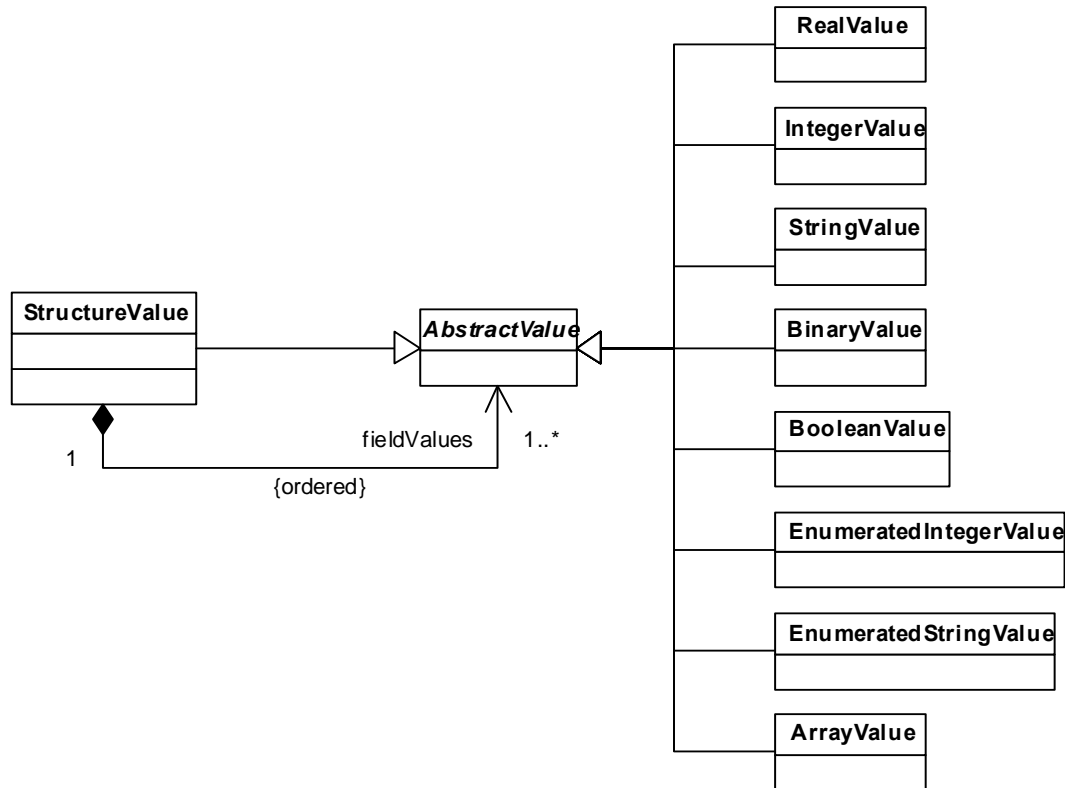 RealValue
IntegerValue
StringValue
StructureValue
AbstractValue
BinaryValue
BooleanValue
fieldValues
1..*
1
{ordered}
EnumeratedIntegerValue
EnumeratedStringValue
ArrayValue